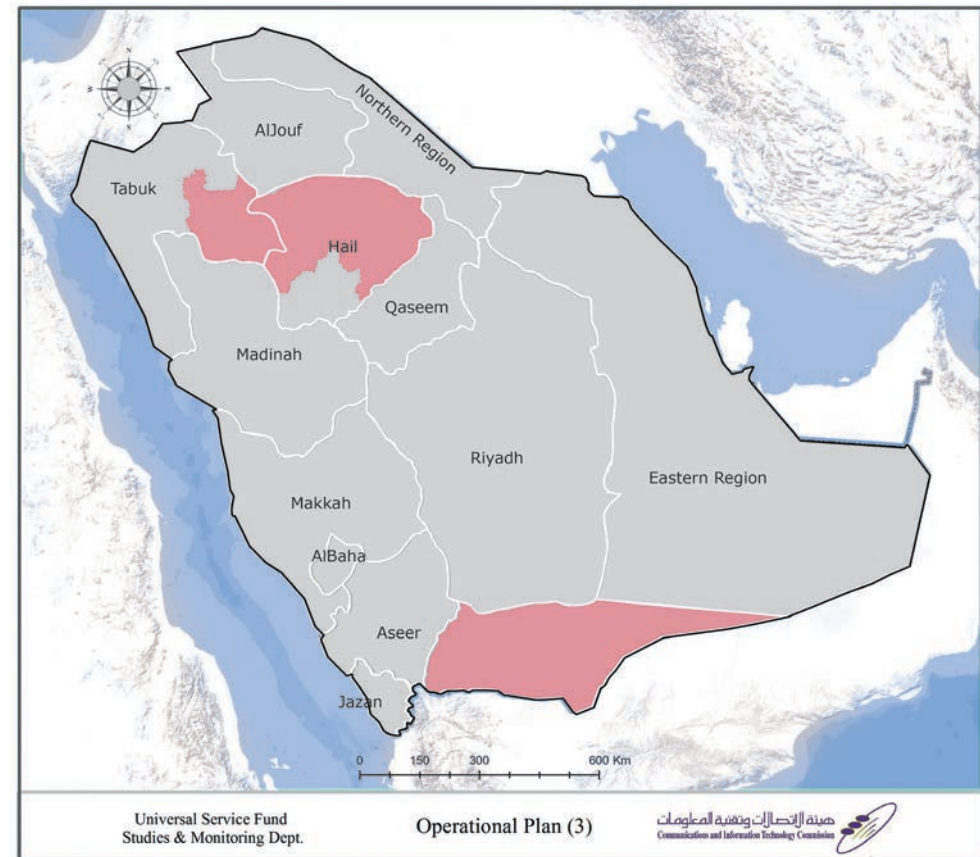 N
W
S
AlJouf
Northern Region
Tabuk
Hail
Qaseem
Madinah
Riyadh
Eastern Region
Makkah
AlBaha
Aseer
Jazan
0 150 300 600 Km
Universal Service Fund
Studies & Monitoring Dept.
Operational Plan (3)
هيئة الاتصالات وتقنية المعلومات
Communications and Information Technology Commission